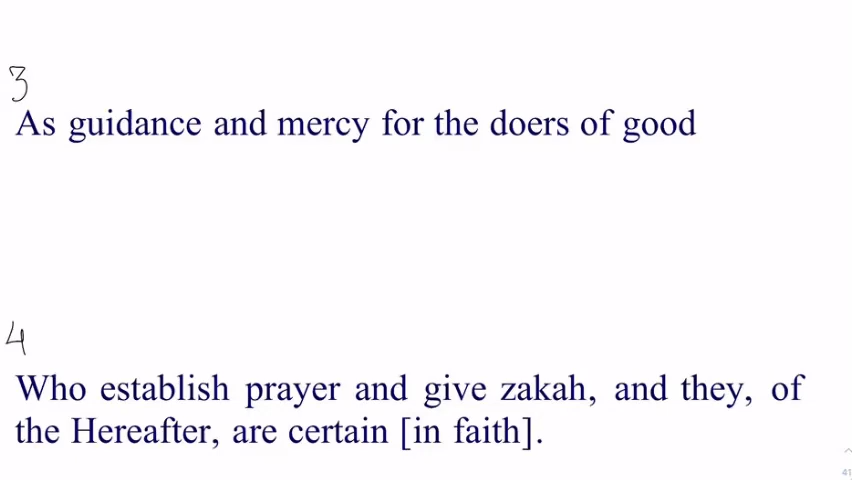 3
As guidance and mercy for the doers of good
4
Who establish prayer and give zakah, and they, of
the Hereafter, are certain [in faith].
41